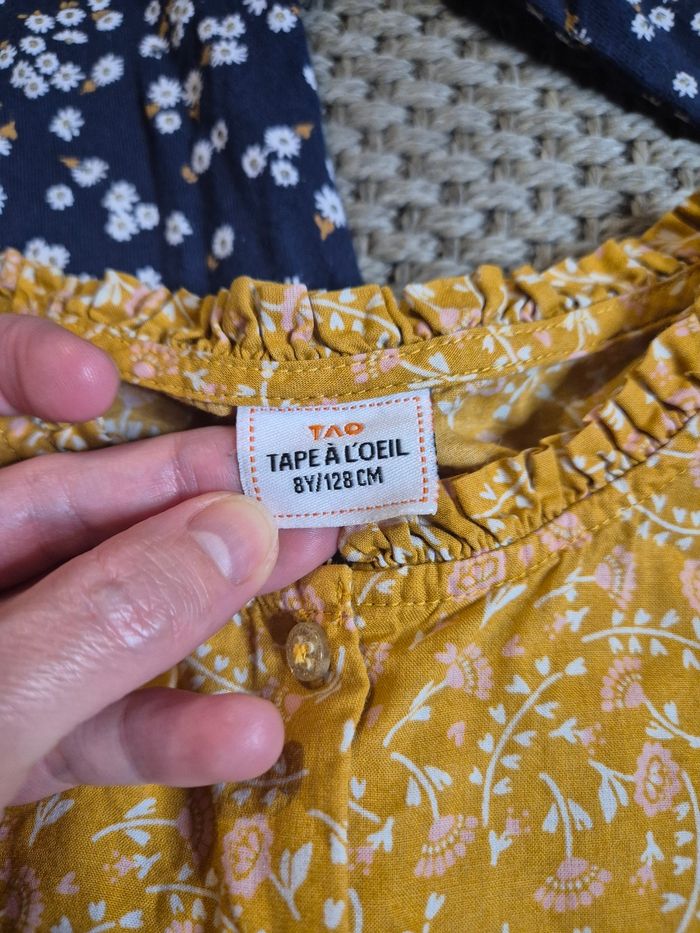 TAO
TAPE À L'OEIL
8Y/128 CM